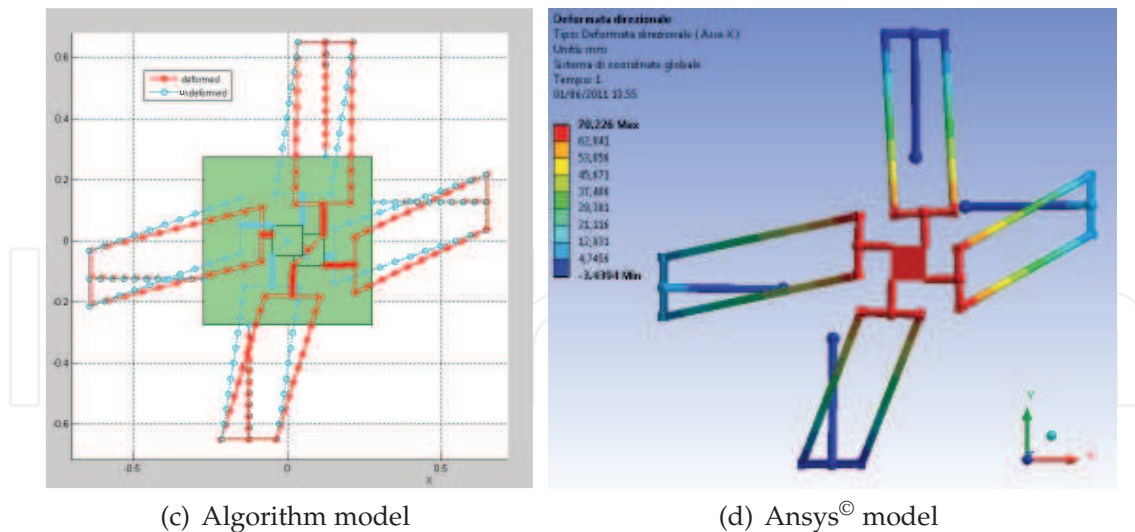 0.6
0.4
0.2
0
-0.2
-0.4
-0.6
-0.5
0
0.5
X
deformed
undeformed
(c) Algorithm model
Deformata direzionale
Tipo: Deformata direzionale ( Asse X )
Unità: mm
Sistema di coordinate globale
Tempo: 1
01/06/2011 13.55
70,226 Max
62,041
53,856
45,671
37,486
29,301
21,116
12,931
4,7456
-3,4394 Min
Y
X
(d) Ansys© model